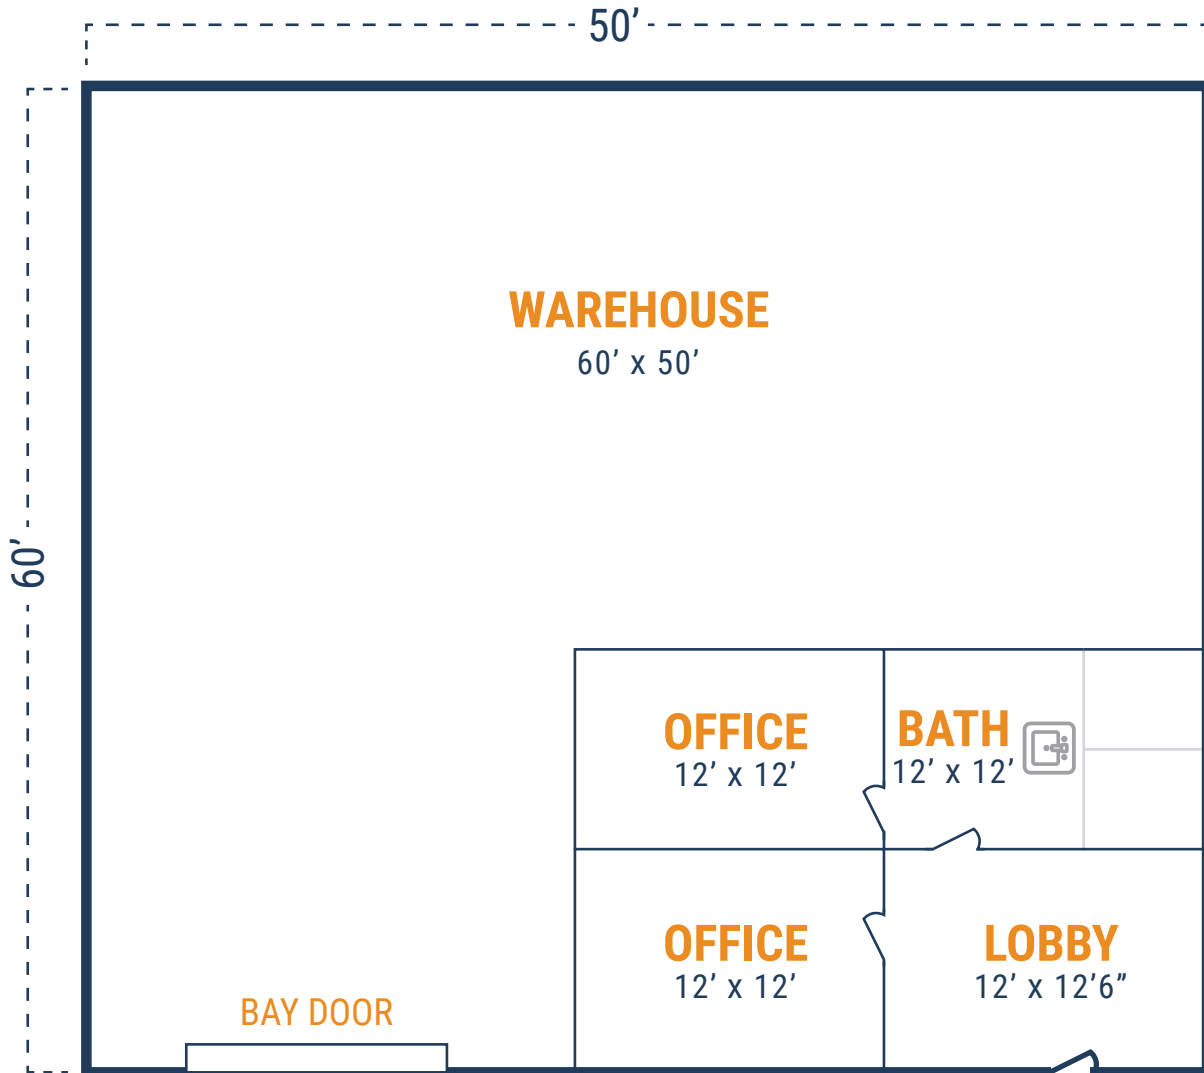 50’
60’
WAREHOUSE
60’ x 50’
OFFICE
12’ x 12’
BATH
12’ x 12’
OFFICE
12’ x 12’
LOBBY
12’ x 12’6”
BAY DOOR